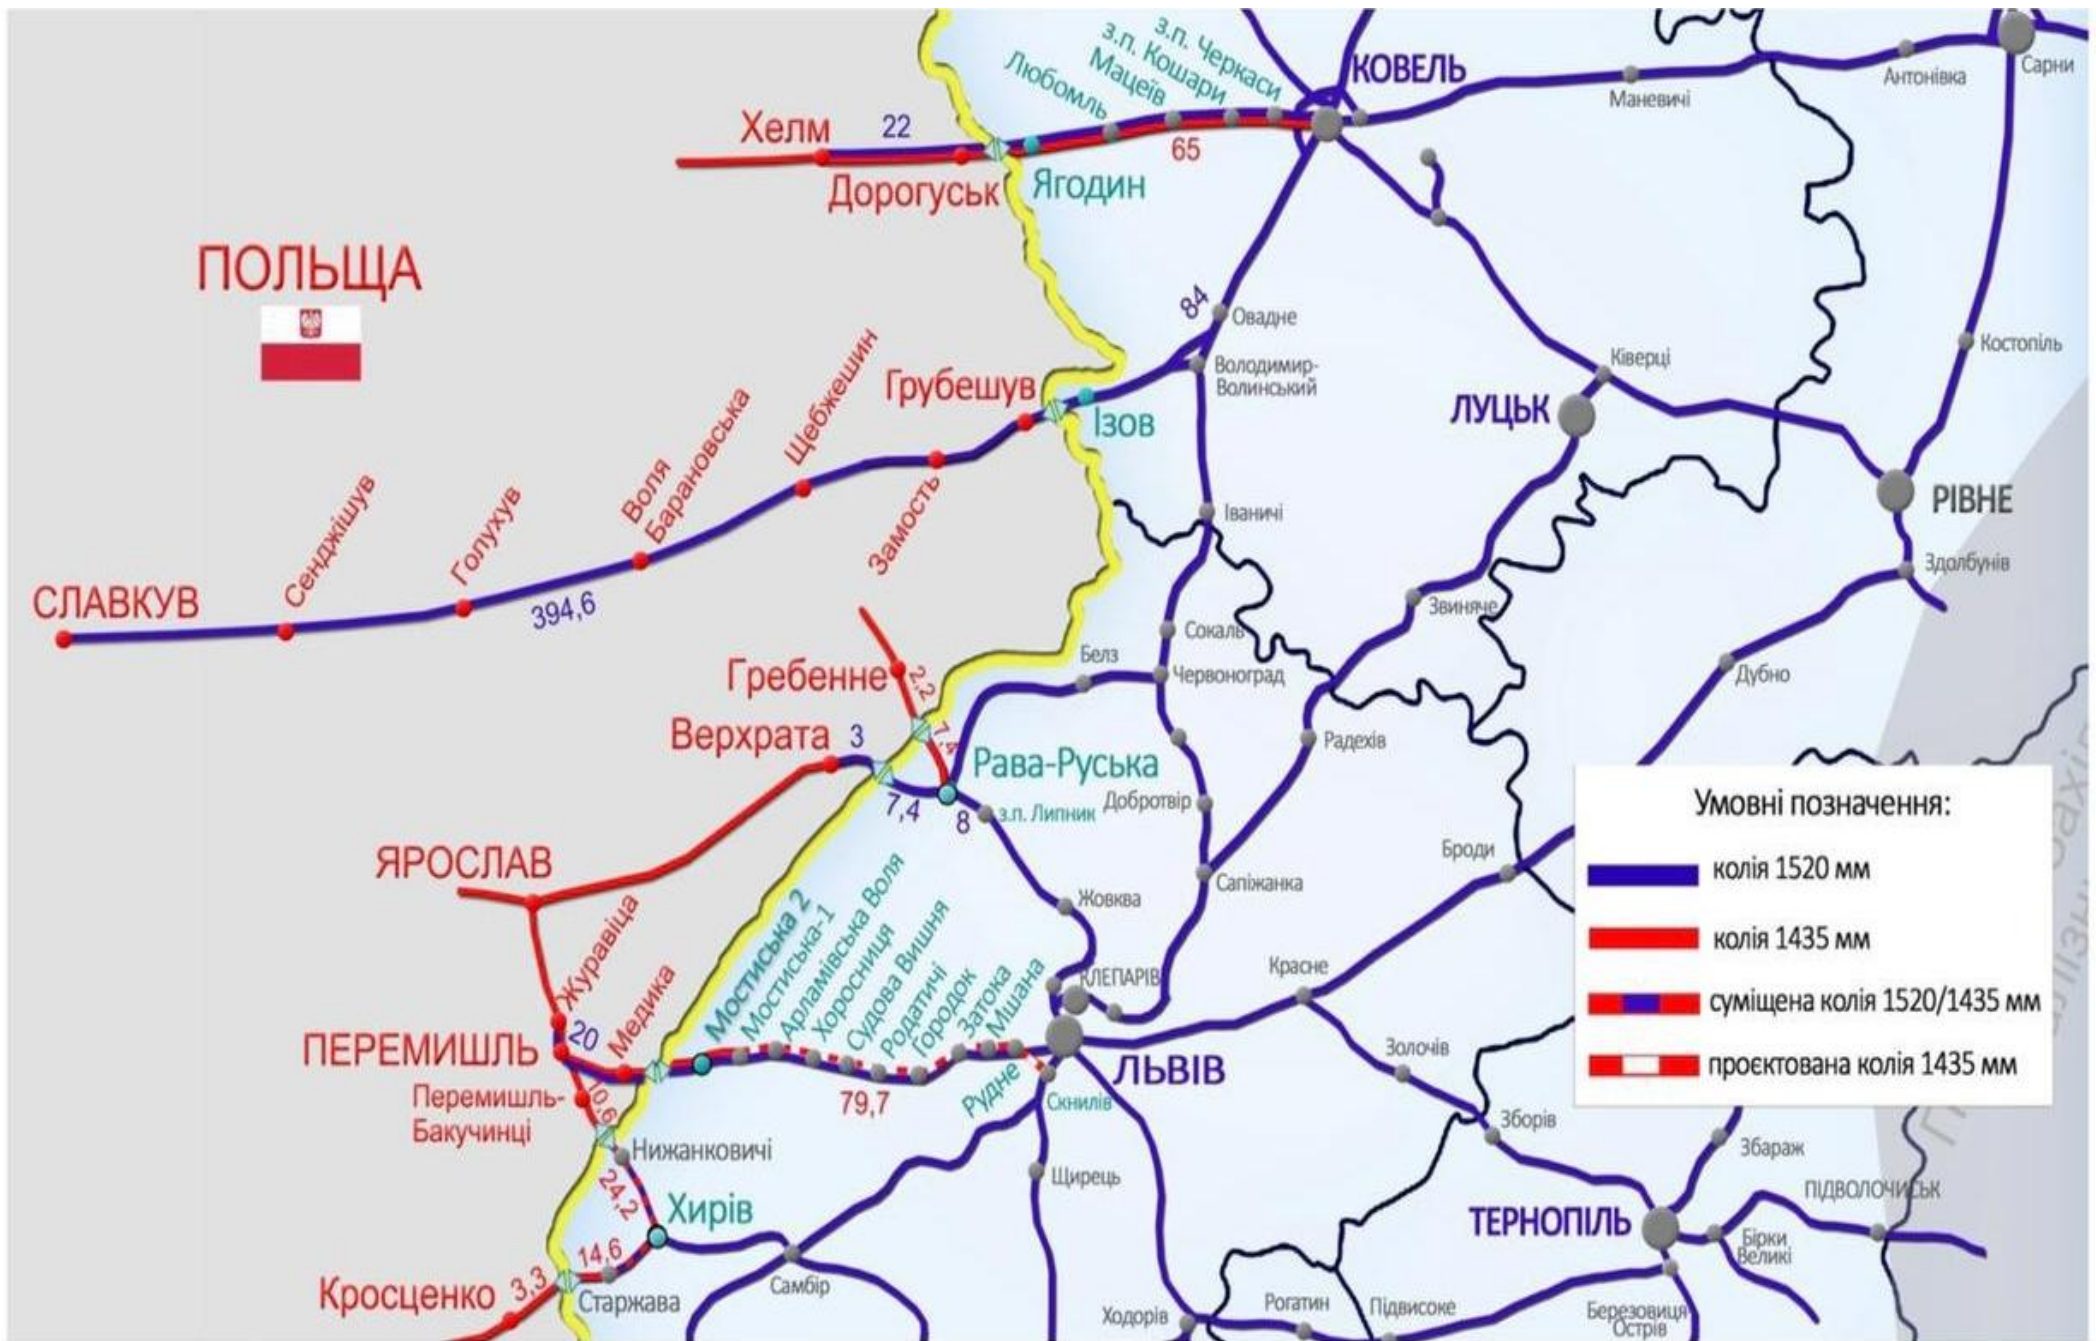 з.п. Черкаси
з.п. Кошари
Мацеїв
Любомль
КОВЕЛЬ
Маневичі
Антонівка
Сарни
Хелм
22
65
Дорогуськ
Ягодин
ПОЛЬЩА
84
Овадне
Володимир-
Волинський
Ківерці
Костопіль
Грубешув
Ізов
ЛУЦЬК
РІВНЕ
Щебжешин
Воля
Барановська
Замость
Голухув
Сенджішув
СЛАВКУВ
394,6
Іваничі
Здолбунів
Звиняче
Сокаль
Белз
Червоноград
Дубно
Гребенне
2,2
7,4
Верхрата
3
Рава-Руська
7,4
8
з.п. Липник
Добротвір
Радехів
Сапіжанка
Броди
ЯРОСЛАВ
Жовква
Журавіца
Медика
Мостиська 2
Мостиська-1
Арламівська Воля
Хоросниця
Судова Вишня
Родатичі
Городок
Затока
Мшана
Рудне
КЛЕПАРІВ
Красне
ПЕРЕМИШЛЬ
20
79,7
ЛЬВІВ
Скнилів
Золочів
Перемишль-
Бакучинці
10,6
Нижанковичі
24,2
Хирів
14,6
3,3
Кросценко
Старжава
Самбір
Щирець
Зборів
Збараж
ПІДВОЛОЧИСЬК
ТЕРНОПІЛЬ
Бірки
Великі
Ходорів
Рогатин
Підвисоке
Березовиця
Острів
Умовні позначення:
колія 1520 мм
колія 1435 мм
суміщена колія 1520/1435 мм
проєктована колія 1435 мм